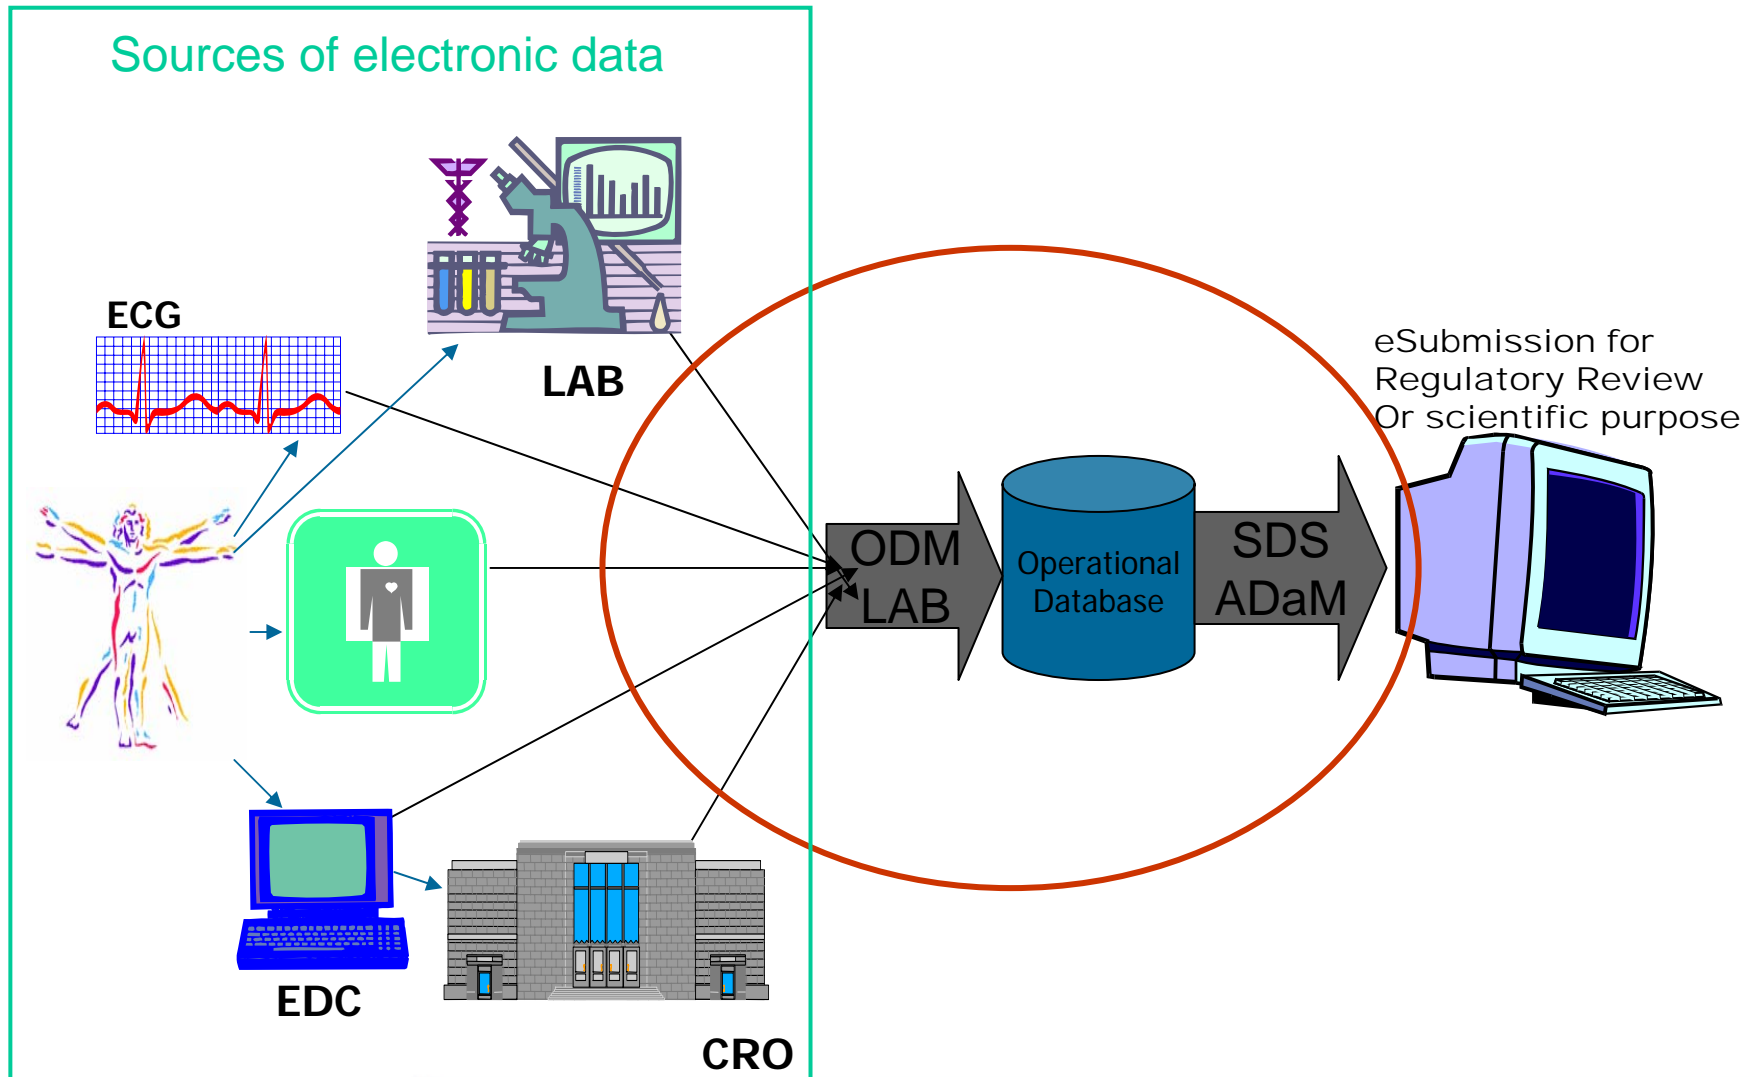 Sources of electronic data
ECG
LAB
EDC
CRO
ODM
LAB
Operational
Database
SDS
ADaM
eSubmission for
Regulatory Review
Or scientific purpose